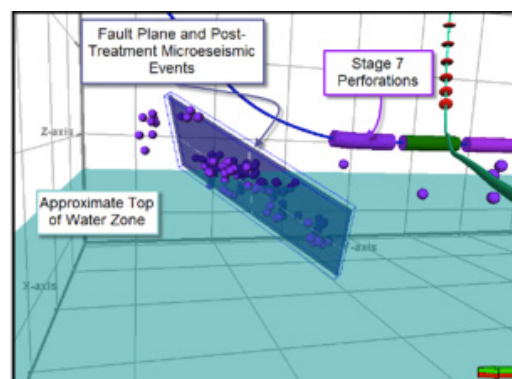 Fault Plane and Post-
Treatment Microeseismic
Events
Stage 7
Perforations
Z-axis
Approximate Top
of Water Zone
Y-axis
X-axis